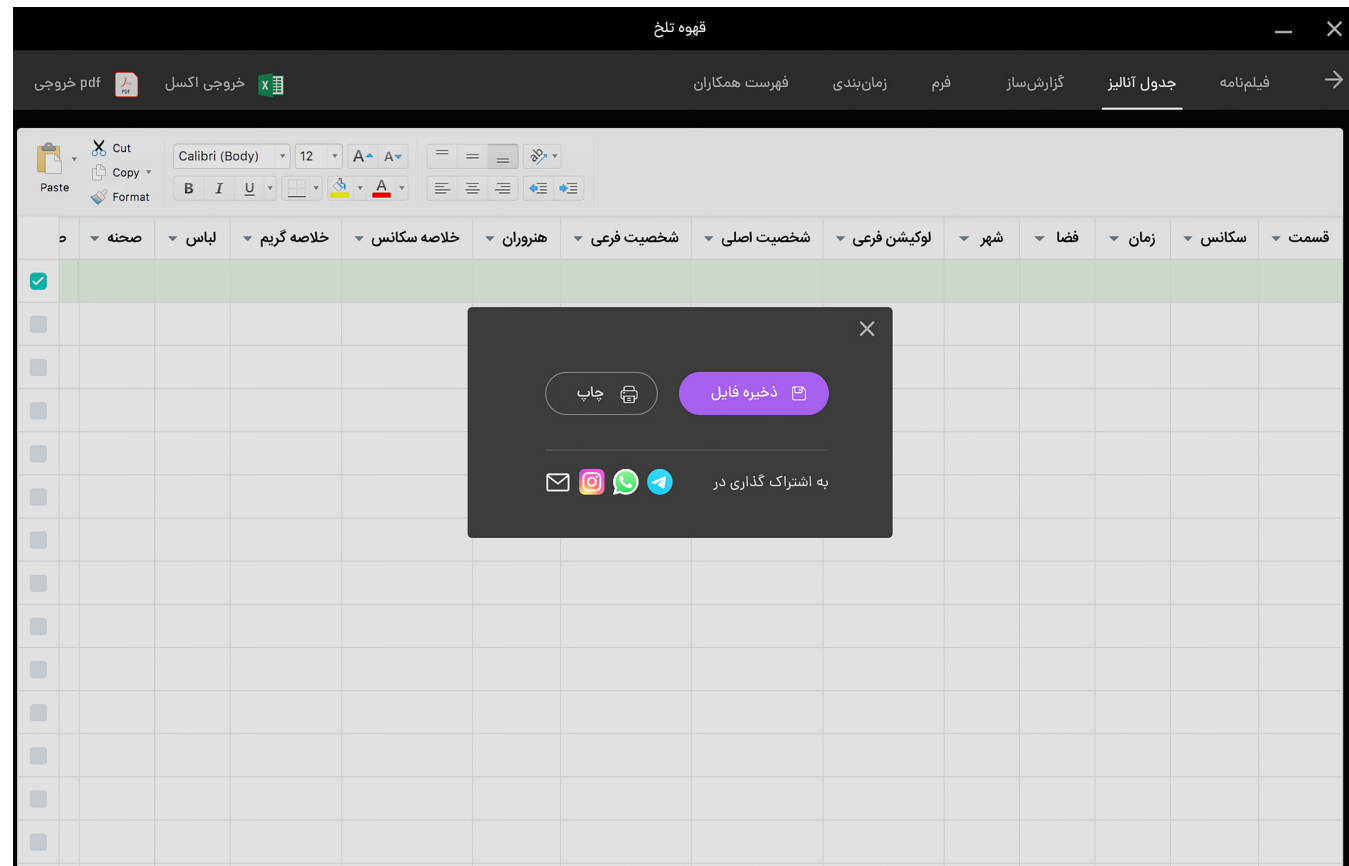 قهوه تلخ
فیلم‌نامه
جدول آنالیز
گزارش‌ساز
فرم
زمان‌بندی
فهرست همکاران
خروجی اکسل
خروجی pdf
Paste
Cut
Copy
Format
Calibri (Body)
12
A A
B I U
A
قسمت
سکانس
زمان
فضا
شهر
لوکیشن فرعی
شخصیت اصلی
شخصیت فرعی
هنروران
خلاصه سکانس
خلاصه گریم
لباس
صحنه
ذخیره فایل
چاپ
به اشتراک گذاری در